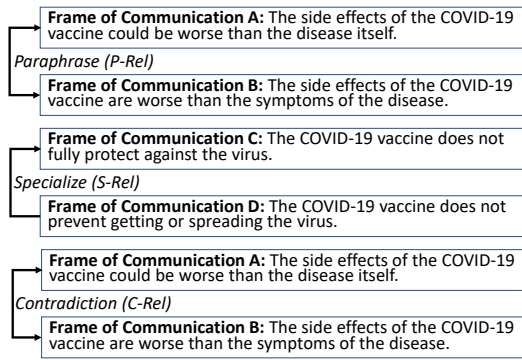 Frame of Communication A: The side effects of the COVID-19
vaccine could be worse than the disease itself.
Paraphrase (P-Rel)
Frame of Communication B: The side effects of the COVID-19
vaccine are worse than the symptoms of the disease.
Frame of Communication C: The COVID-19 vaccine does not
fully protect against the virus.
Specialize (S-Rel)
Frame of Communication D: The COVID-19 vaccine does not
prevent getting or spreading the virus.
Frame of Communication A: The side effects of the COVID-19
vaccine could be worse than the disease itself.
Contradiction (C-Rel)
Frame of Communication B: The side effects of the COVID-19
vaccine are worse than the symptoms of the disease.